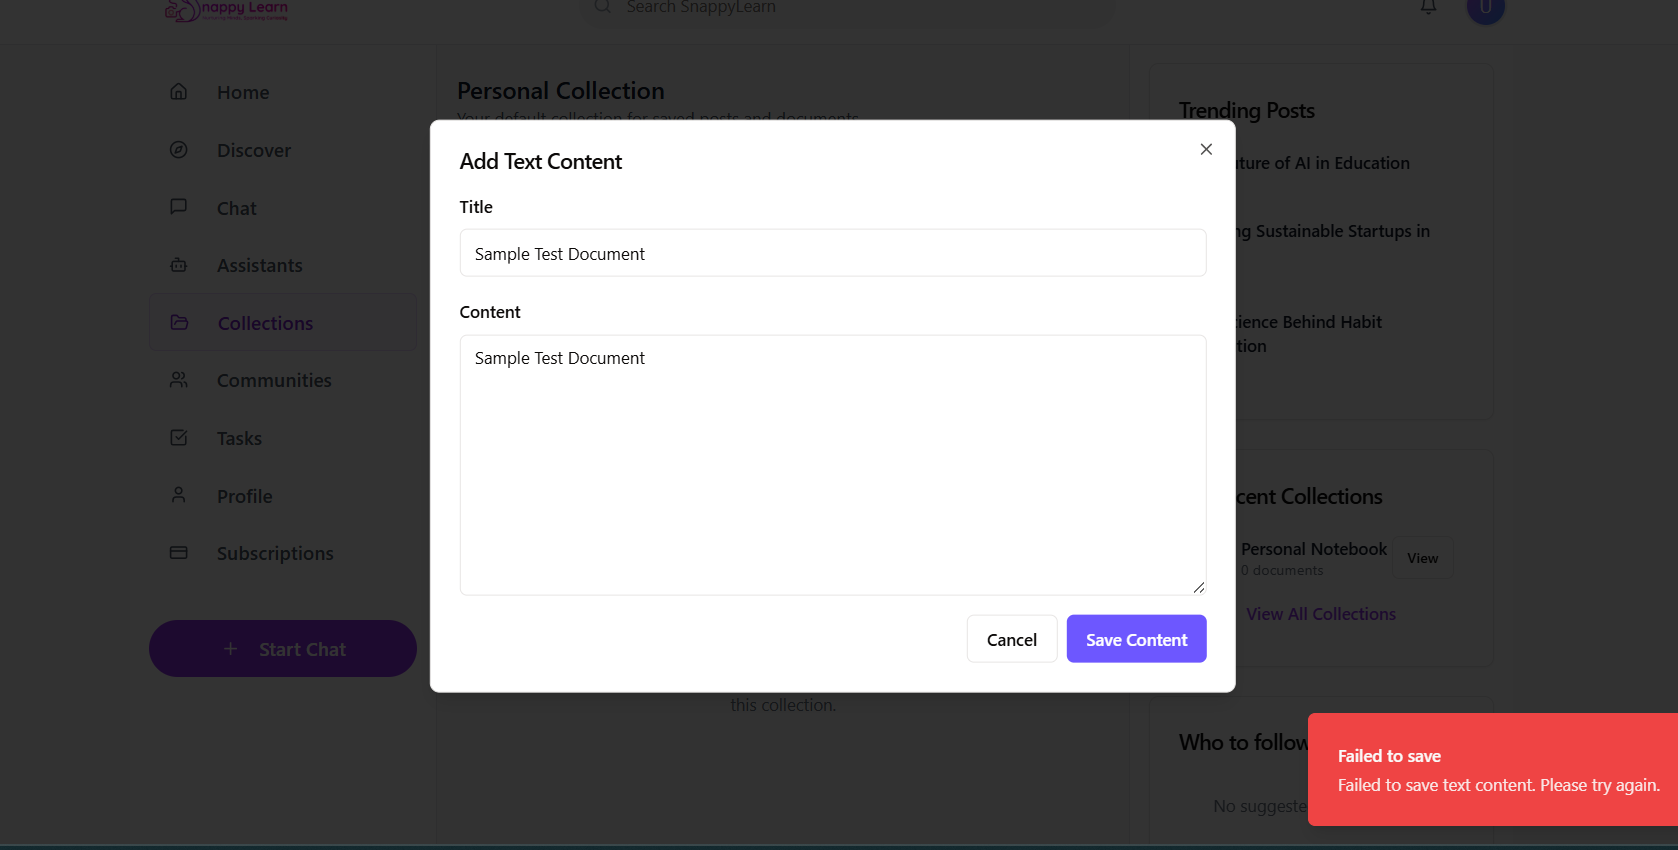 nappy Learn
Search SnappyLearn
U
Home
Discover
Chat
Assistants
Collections
Communities
Tasks
Profile
Subscriptions
Start Chat
Personal Collection
Your default collection for saved posts and documents
Add Text Content
Title
Sample Test Document
Content
Sample Test Document
Cancel
Save Content
this collection.
Trending Posts
uture of AI in Education
ng Sustainable Startups in
ience Behind Habit
tion
cent Collections
Personal Notebook
0 documents
View
View All Collections
Who to follow
No suggeste
Failed to save
Failed to save text content. Please try again.